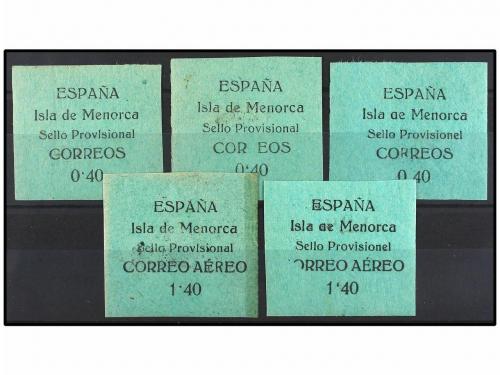 ESPAÑA
Isla de Menorca
Sello Provisional
CORREOS
0'40
ESPAÑA
Isla de Menorca
Sello Provisional
COR EOS
0'40
ESPAÑA
Isla de Menorca
Sello Provisionel
CORREOS
0 40
ESPAÑA
Isla de Menorca
Sello Provisional
CORREO AÉREO
1'40
ESPAÑA
Isla de Menorca
Sello Provisionel
ORREO AÉREO
1'40